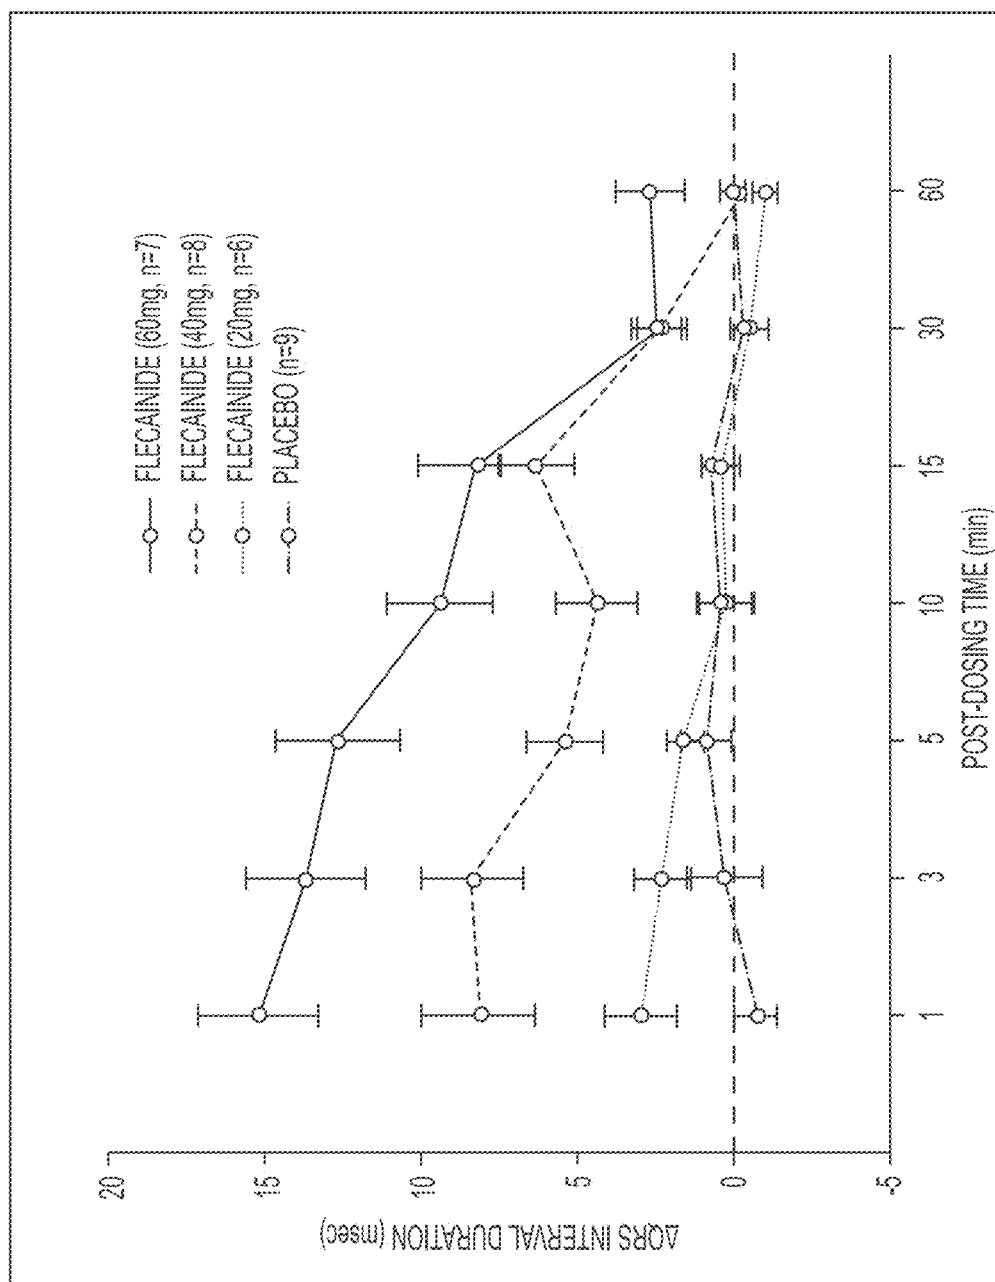 FLECAINIDE (60mg, n=7)
FLECAINIDE (40mg, n=8)
FLECAINIDE (20mg, n=6)
PLACEBO (n=9)
20
15
10
5
0
-5
ΔQRS INTERVAL DURATION (msec)
1
3
5
10
15
30
60
POST-DOSING TIME (min)